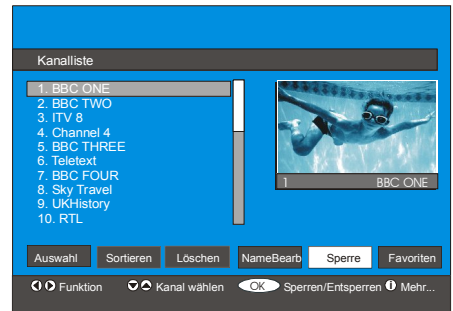 Kanalliste
1. BBC ONE
2. BBC TWO
3. ITV 8
4. Channel 4
5. BBC THREE
6. Teletext
7. BBC FOUR
8. Sky Travel
9. UKHistory
10. RTL
1 BBC ONE
Auswahl Sortieren Löschen NameBearb Sperre Favoriten
Funktion Kanal wählen OK Sperren/Entsperren i Mehr...